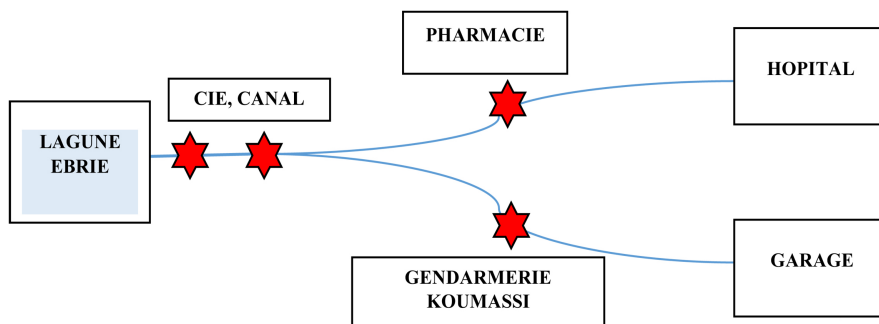 PHARMACIE
HOPITAL
CIE, CANAL
LAGUNE
EBRIE
GARAGE
GENDARMERIE
KOUMASSI